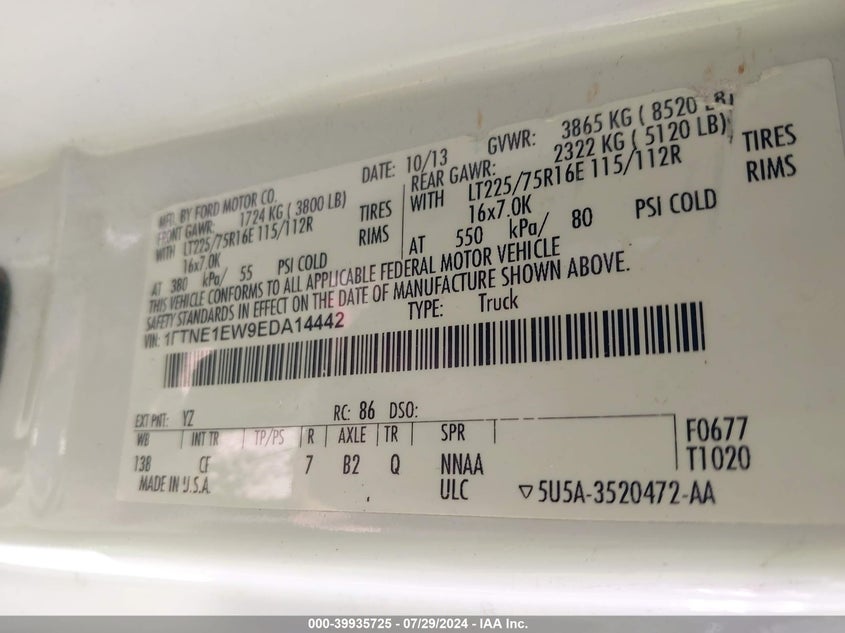 MFD. BY FORD MOTOR CO.
DATE: 10/13
GVWR: 3865 KG ( 8520 LB)
FRONT GAWR: 1724 KG ( 3800 LB)
REAR GAWR: 2322 KG ( 5120 LB)
WITH LT225/75R16E 115/112R TIRES
WITH LT225/75R16E 115/112R TIRES
16x7.0K RIMS
16x7.0K RIMS
AT 380 kPa/ 55 PSI COLD
AT 550 kPa/ 80 PSI COLD
THIS VEHICLE CONFORMS TO ALL APPLICABLE FEDERAL MOTOR VEHICLE
SAFETY STANDARDS IN EFFECT ON THE DATE OF MANUFACTURE SHOWN ABOVE.
VIN: 1FTNE1EW9EDA14442
TYPE: Truck
EXT PNT: YZ RC: 86 DSO:
WB INT TR TP/PS R AXLE TR SPR
138 CF 7 B2 Q NNAA
F0677
T1020
MADE IN U.S.A. ULC
▽5U5A-3520472-AA
000-39935725 - 07/29/2024 - IAA Inc.